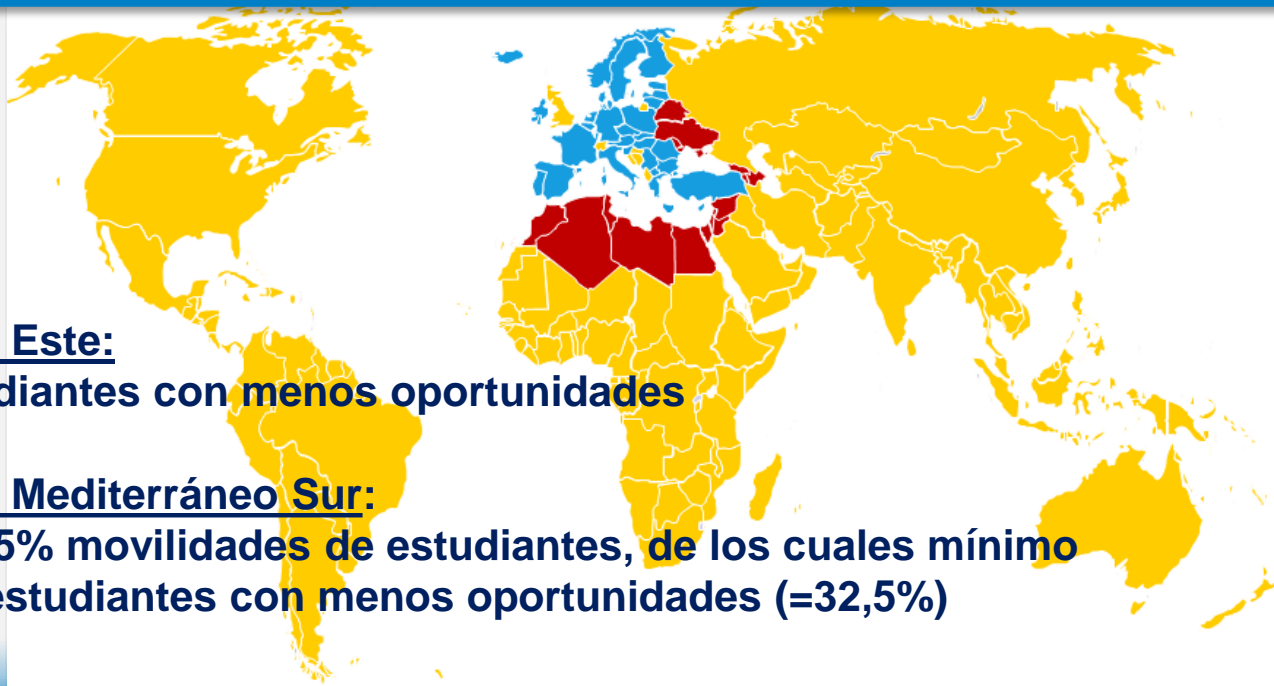 Este:
diantes con menos oportunidades
Mediterráneo Sur:
5% movilidades de estudiantes, de los cuales mínimo
estudiantes con menos oportunidades (=32,5%)